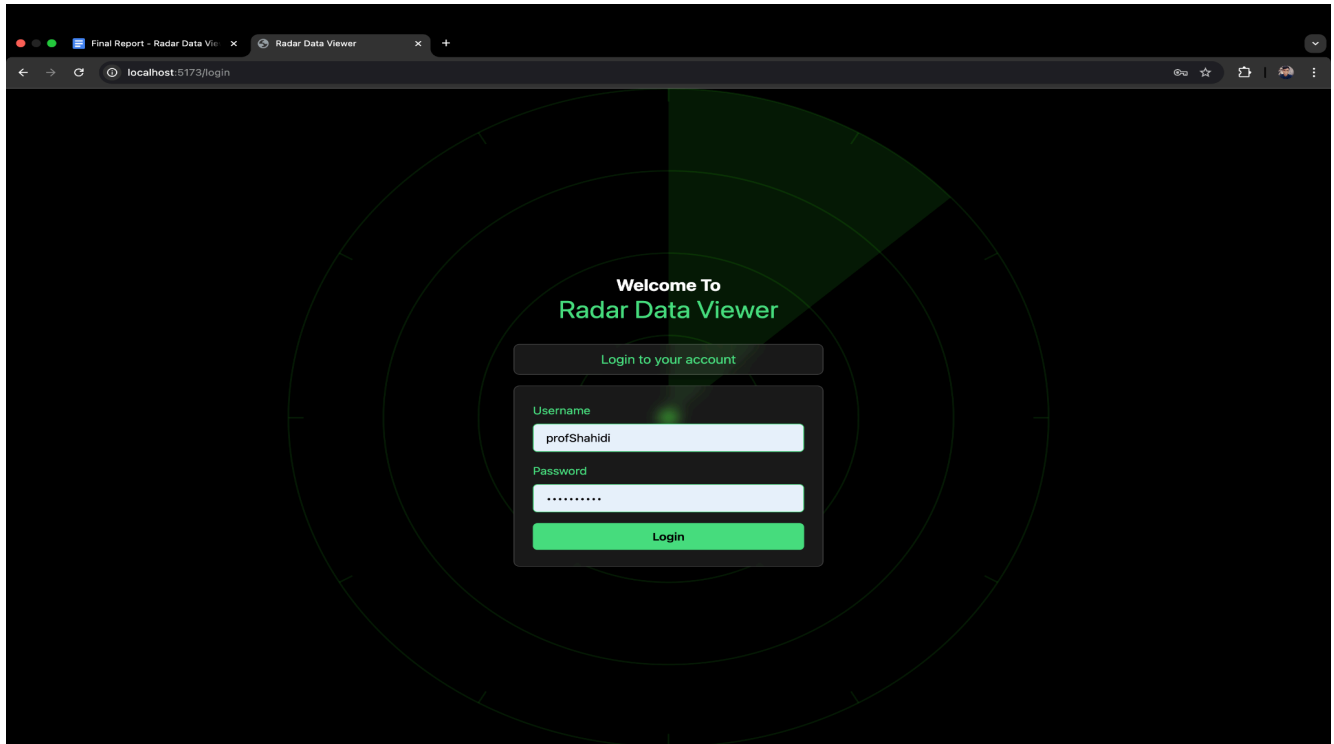 Final Report - Radar Data Vie
Radar Data Viewer
localhost:5173/login
Welcome To
Radar Data Viewer
Login to your account
Username
profShahidi
Password
••••••••••
Login